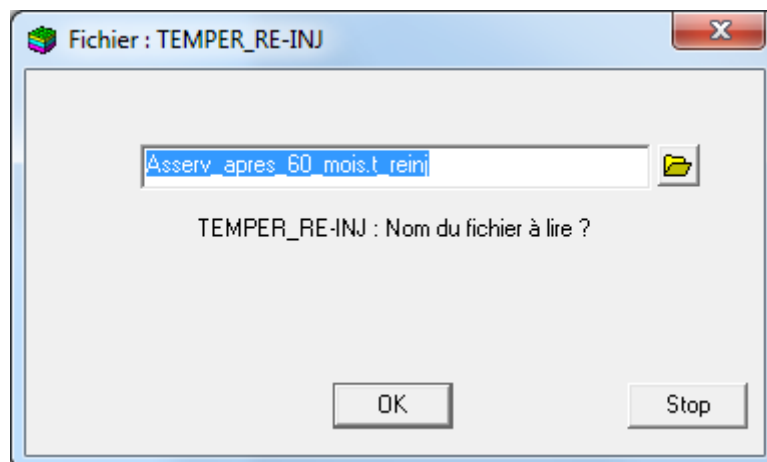 Fichier : TEMPER_RE-INJ
Asserv_apres_60_mois.t_reinj
TEMPER_RE-INJ : Nom du fichier à lire ?
OK
Stop